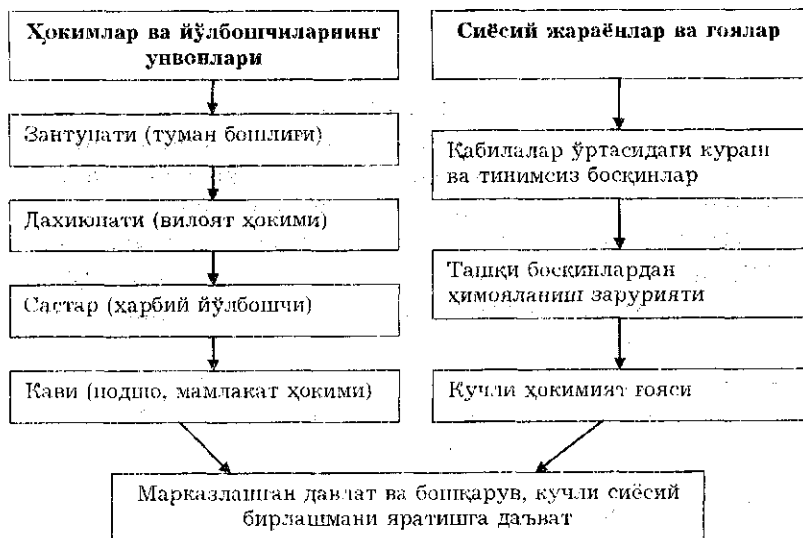 Ҳокимлар ва йўлбошчиларнинг
унвонлари
Зантупати (туман бошлиғи)
Дахиюпати (вилоят ҳокими)
Састар (ҳарбий йўлбошчи)
Кави (подшо, мамлакат ҳокими)
Сиёсий жараёнлар ва ғоялар
Қабилалар ўртасидаги кураш
ва тинимсиз босқинлар
Ташқи босқинлардан
ҳимояланиш зарурияти
Кучли ҳокимият ғояси
Марказлашган давлат ва бошқарув, кучли сиёсий
бирлашмани яратишга даъват